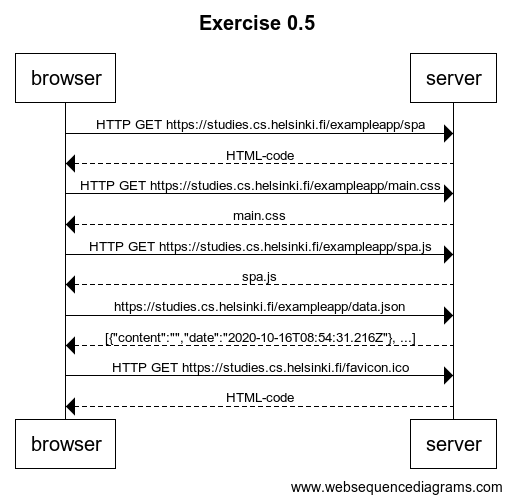 Exercise 0.5
browser server
HTTP GET https://studies.cs.helsinki.fi/exampleapp/spa
HTML-code
HTTP GET https://studies.cs.helsinki.fi/exampleapp/main.css
main.css
HTTP GET https://studies.cs.helsinki.fi/exampleapp/spa.js
spa.js
https://studies.cs.helsinki.fi/exampleapp/data.json
[{"content":"","date":"2020-10-16T08:54:31.216Z"}, ...]
HTTP GET https://studies.cs.helsinki.fi/favicon.ico
HTML-code
browser server
www.websequencediagrams.com